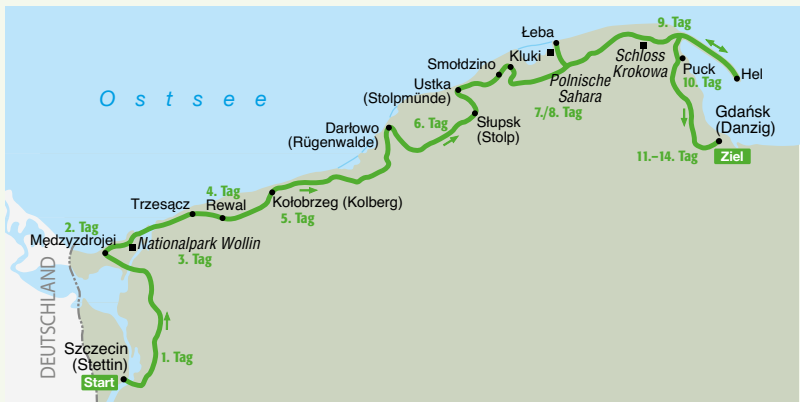 9. Tag
Łeba
Kluki
Schloss
Krokowa
Smołdzino
Puck
Hel
10. Tag
Ustka
(Stolpmünde)
Polnische
Sahara
7./8. Tag
Ostsee
Gdańsk
(Danzig)
Darłowo
(Rügenwalde)
6. Tag
Słupsk
(Stolp)
11.–14. Tag
Ziel
4. Tag
Trzesącz
Rewal
Kołobrzeg (Kolberg)
5. Tag
2. Tag
Mędzyzdrojei
Nationalpark Wollin
3. Tag
DEUTSCHLAND
Szczecin
(Stettin)
1. Tag
Start